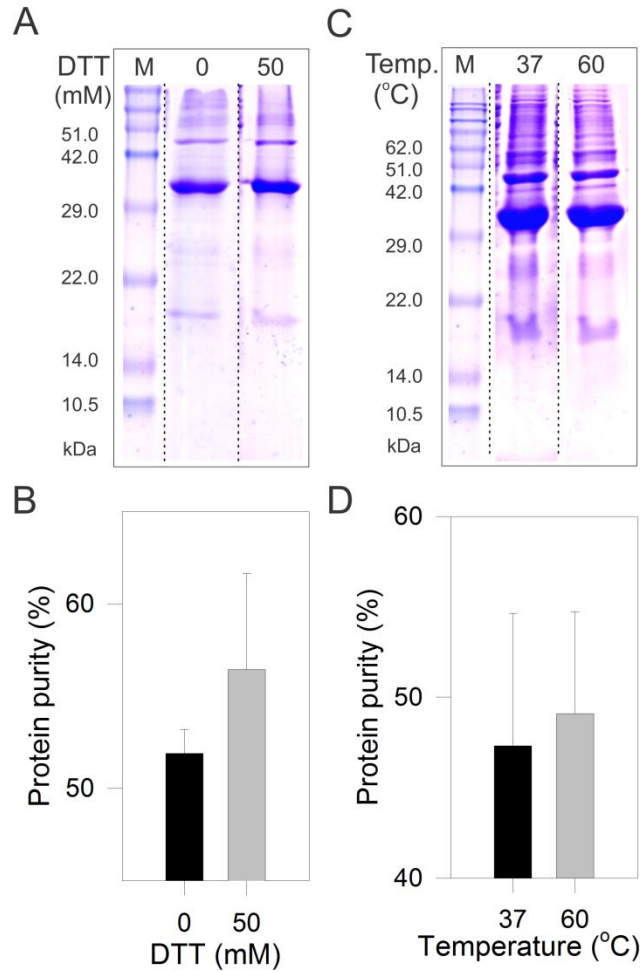 A
DTT M 0 50
(mM)
51.0
42.0
29.0
22.0
14.0
10.5
kDa
C
Temp. M 37 60
(°C)
62.0
51.0
42.0
29.0
22.0
14.0
10.5
kDa
B
Protein purity (%)
60
50
0 50
DTT (mM)
D
Protein purity (%)
60
50
40
37 60
Temperature (°C)